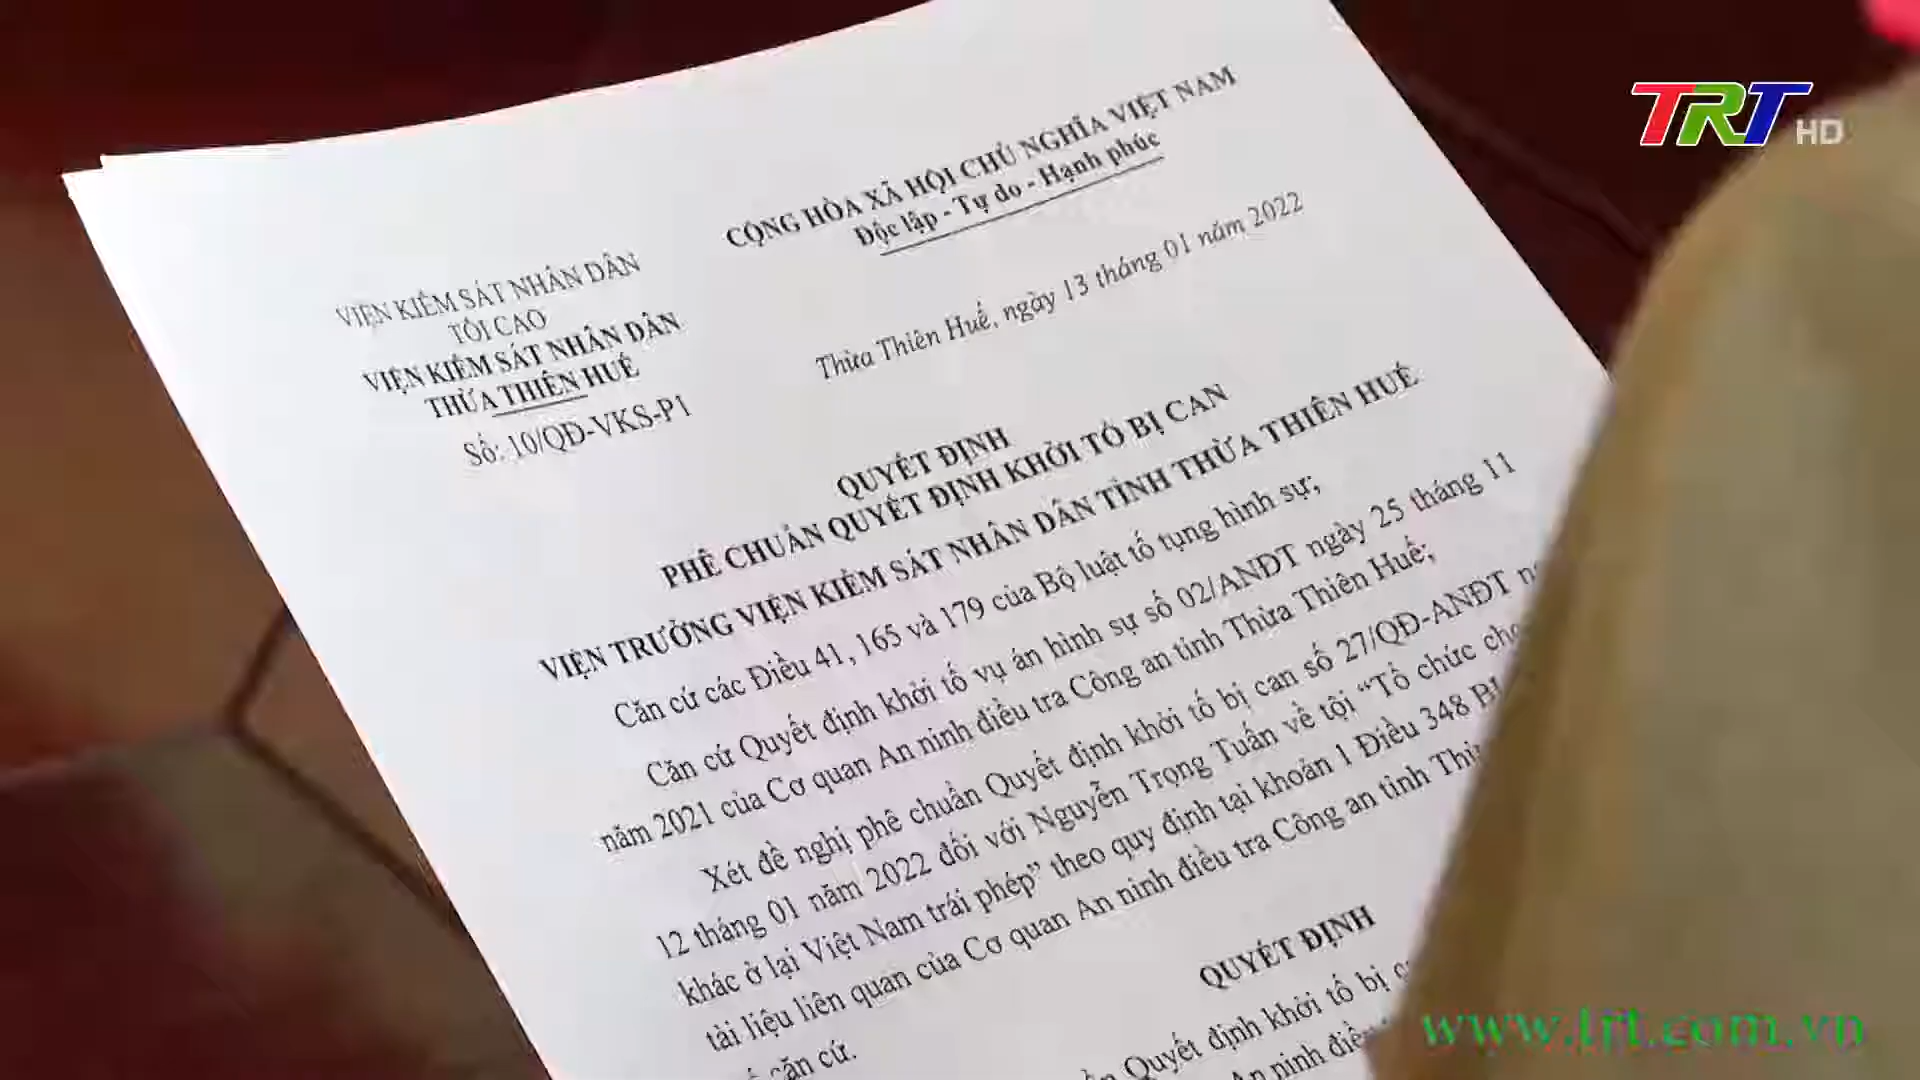 TRT HD
CỘNG HÒA XÃ HỘI CHỦ NGHĨA VIỆT NAM
Độc lập - Tự do - Hạnh phúc
VIỆN KIỂM SÁT NHÂN DÂN
TỐI CAO
VIỆN KIỂM SÁT NHÂN DÂN
THỪA THIÊN HUẾ
Số: 10/QĐ-VKS-P1
Thừa Thiên Huế, ngày 13 tháng 01 năm 2022
QUYẾT ĐỊNH
PHÊ CHUẨN QUYẾT ĐỊNH KHỞI TỐ BỊ CAN
VIỆN TRƯỞNG VIỆN KIỂM SÁT NHÂN DÂN TỈNH THỪA THIÊN HUẾ
Căn cứ các Điều 41, 165 và 179 của Bộ luật tố tụng hình sự;
Căn cứ Quyết định khởi tố vụ án hình sự số 02/ANĐT ngày 25 tháng 11
năm 2021 của Cơ quan An ninh điều tra Công an tỉnh Thừa Thiên Huế;
Xét đề nghị phê chuẩn Quyết định khởi tố bị can số 27/QĐ-ANĐT
12 tháng 01 năm 2022 đối với Nguyễn Trọng Tuấn về tội “Tổ chức
khác ở lại Việt Nam trái phép” theo quy định tại khoản 1 Điều 348
tài liệu liên quan của Cơ quan An ninh điều tra Công an tỉnh
căn cứ.
QUYẾT ĐỊNH
Quyết định khởi tố bị
An ninh
www.trt.com.vn